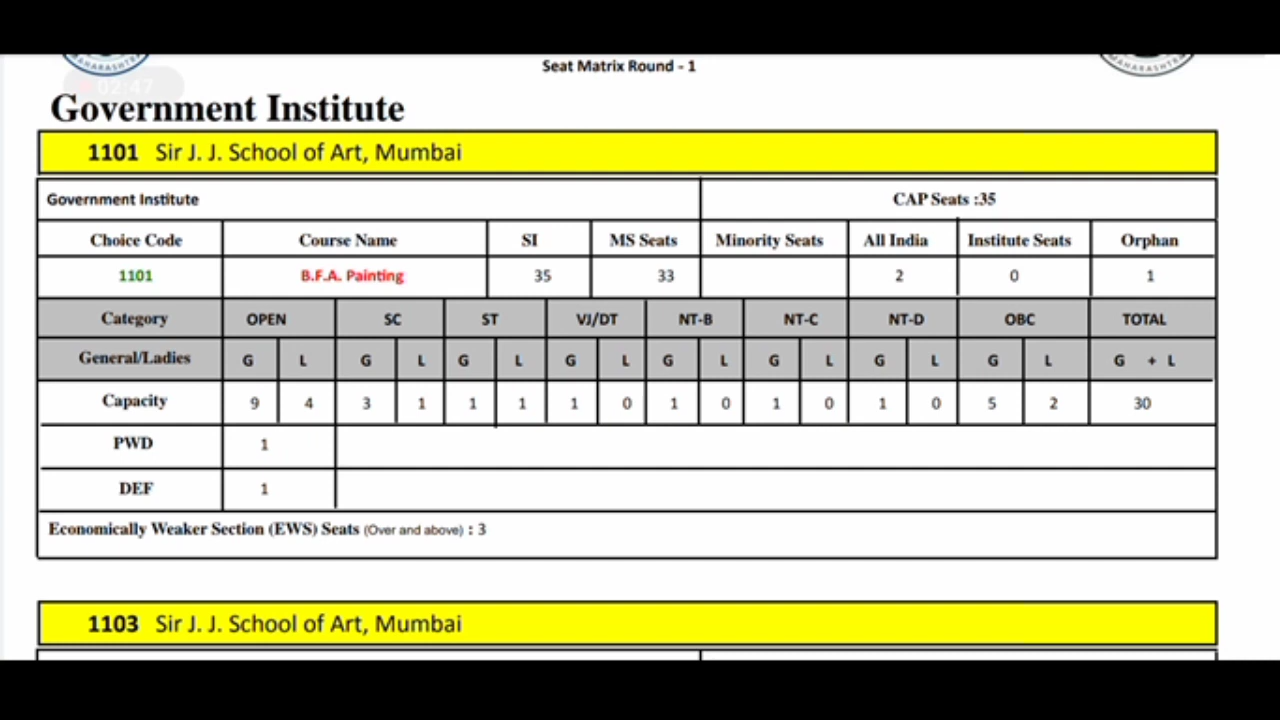 MAHARASHTRA
MAHARASHTRA
Seat Matrix Round - 1
02:47
Government Institute
1101 Sir J. J. School of Art, Mumbai
Government Institute CAP Seats :35
Choice Code Course Name SI MS Seats Minority Seats All India Institute Seats Orphan
1101 B.F.A. Painting 35 33 2 0 1
Category OPEN SC ST VJ/DT NT-B NT-C NT-D OBC TOTAL
General/Ladies G L G L G L G L G L G L G L G L G + L
Capacity 9 4 3 1 1 1 1 0 1 0 1 0 1 0 5 2 30
PWD 1
DEF 1
Economically Weaker Section (EWS) Seats (Over and above) : 3
1103 Sir J. J. School of Art, Mumbai